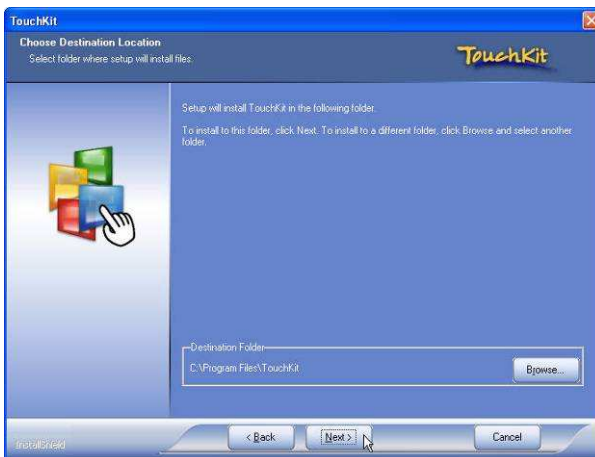 TouchKit
Choose Destination Location
Select folder where setup will install files.
TouchKit
Setup will install TouchKit in the following folder.
To install to this folder, click Next. To install to a different folder, click Browse and select another
folder.
Destination Folder
C:\Program Files\TouchKit
Browse...
InstallShield
< Back
Next >
Cancel